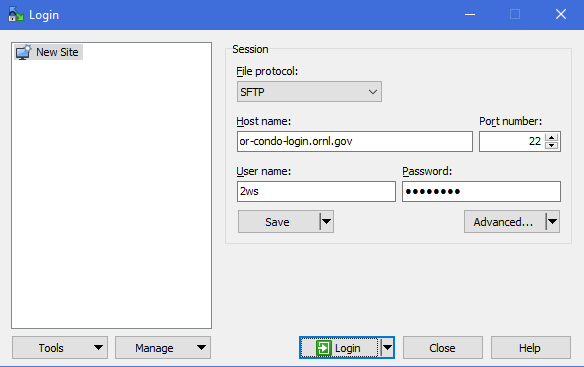 Login
New Site
Session
File protocol:
SFTP
Host name:
Port number:
or-condo-login.ornl.gov
22
User name:
Password:
2ws
••••••••
Save
Advanced...
Tools
Manage
Login
Close
Help